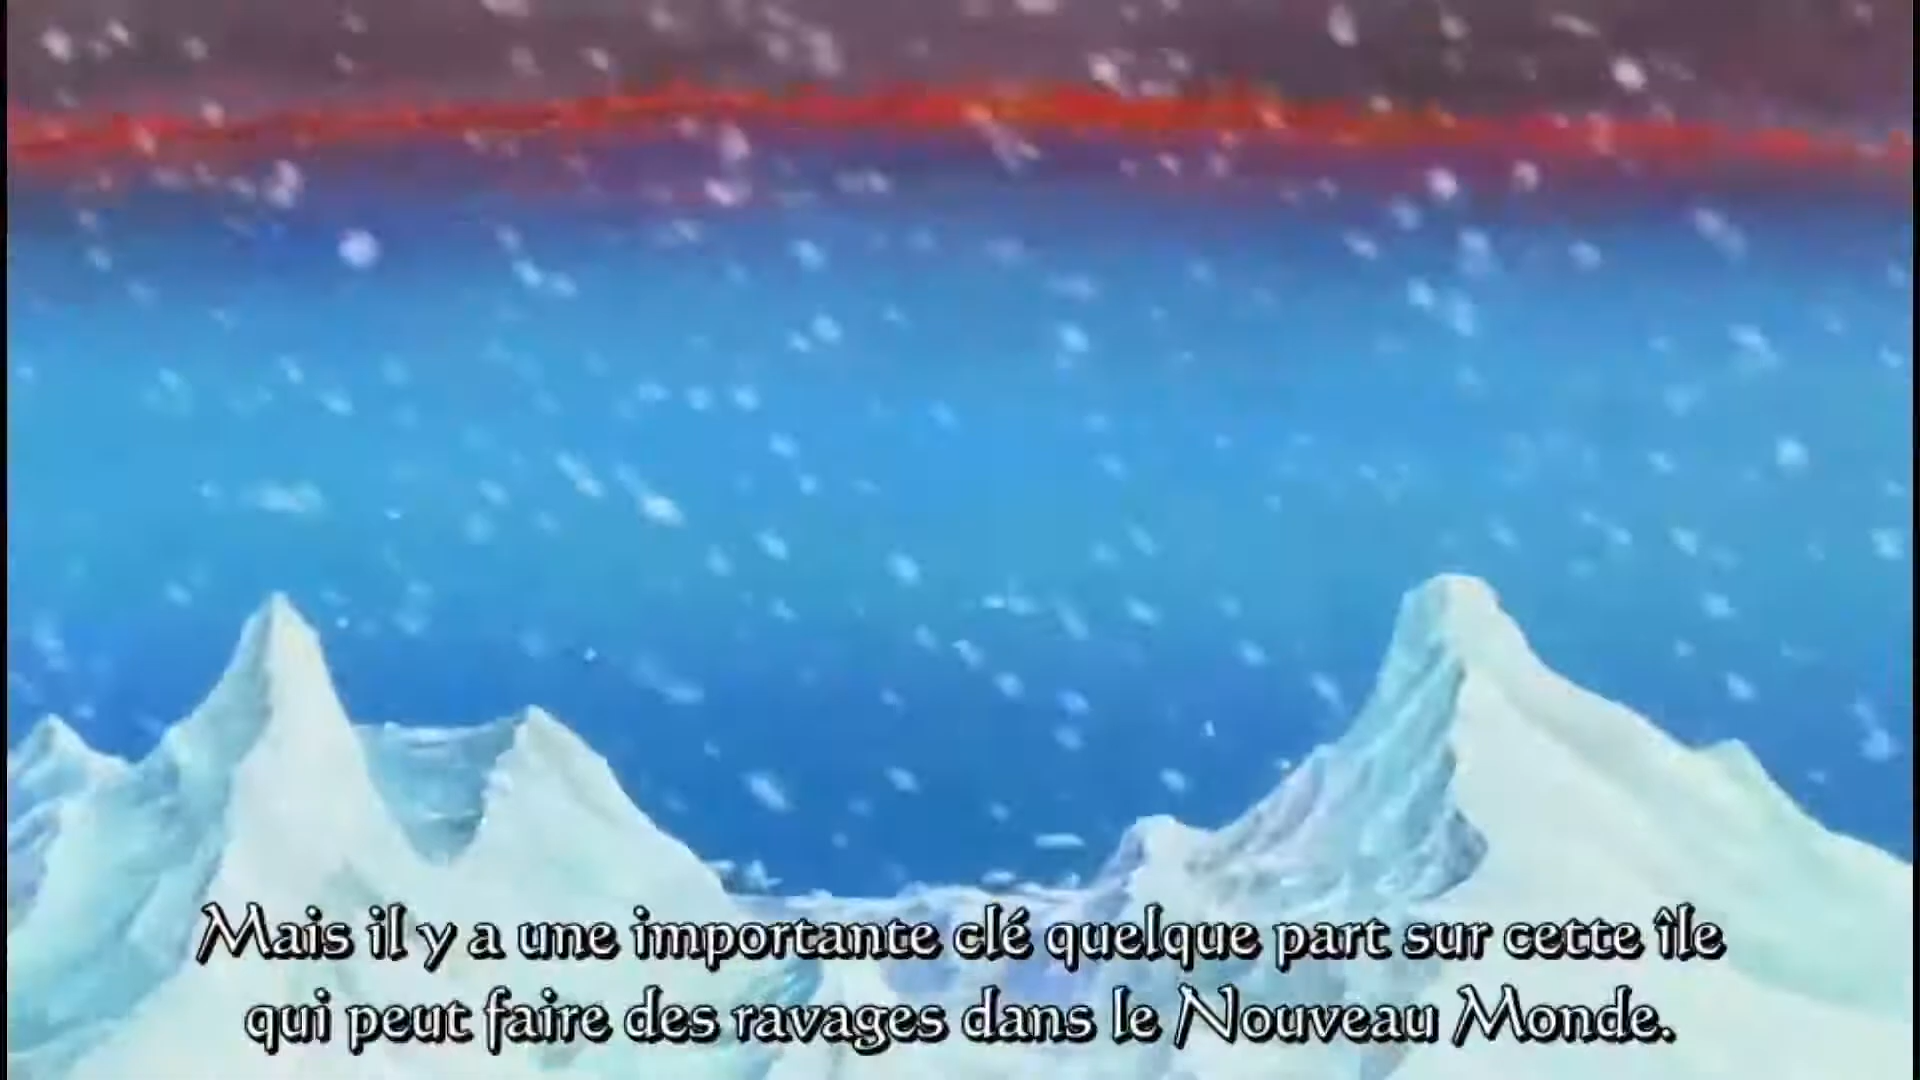 Mais il y a une importante clé quelque part sur cette île
qui peut faire des ravages dans le Nouveau Monde.